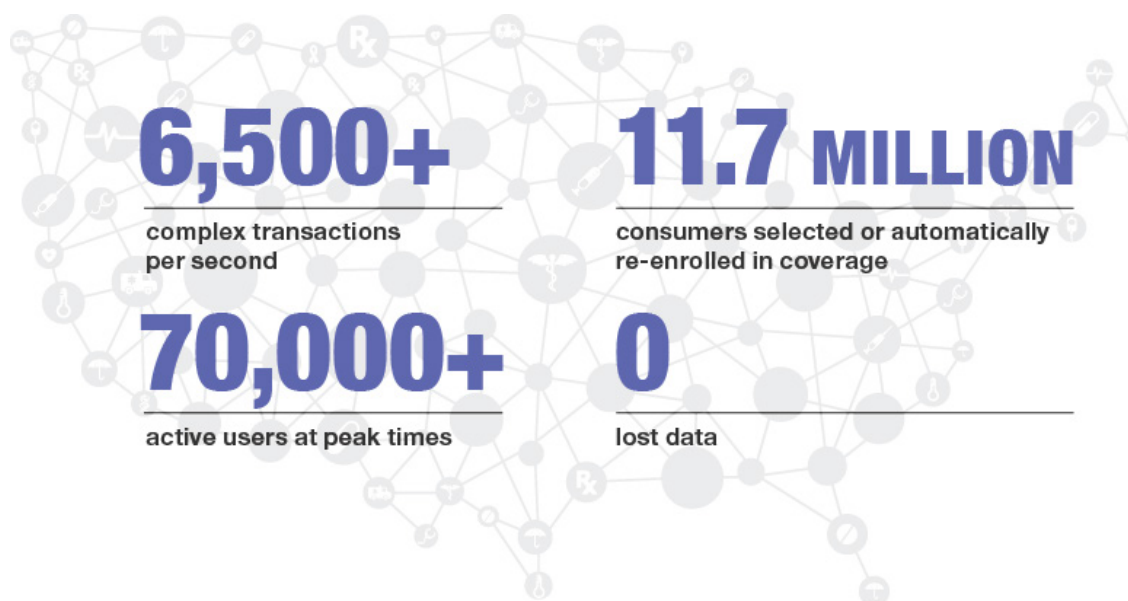 6,500+
complex transactions
per second
11.7 MILLION
consumers selected or automatically
re-enrolled in coverage
70,000+
active users at peak times
0
lost data